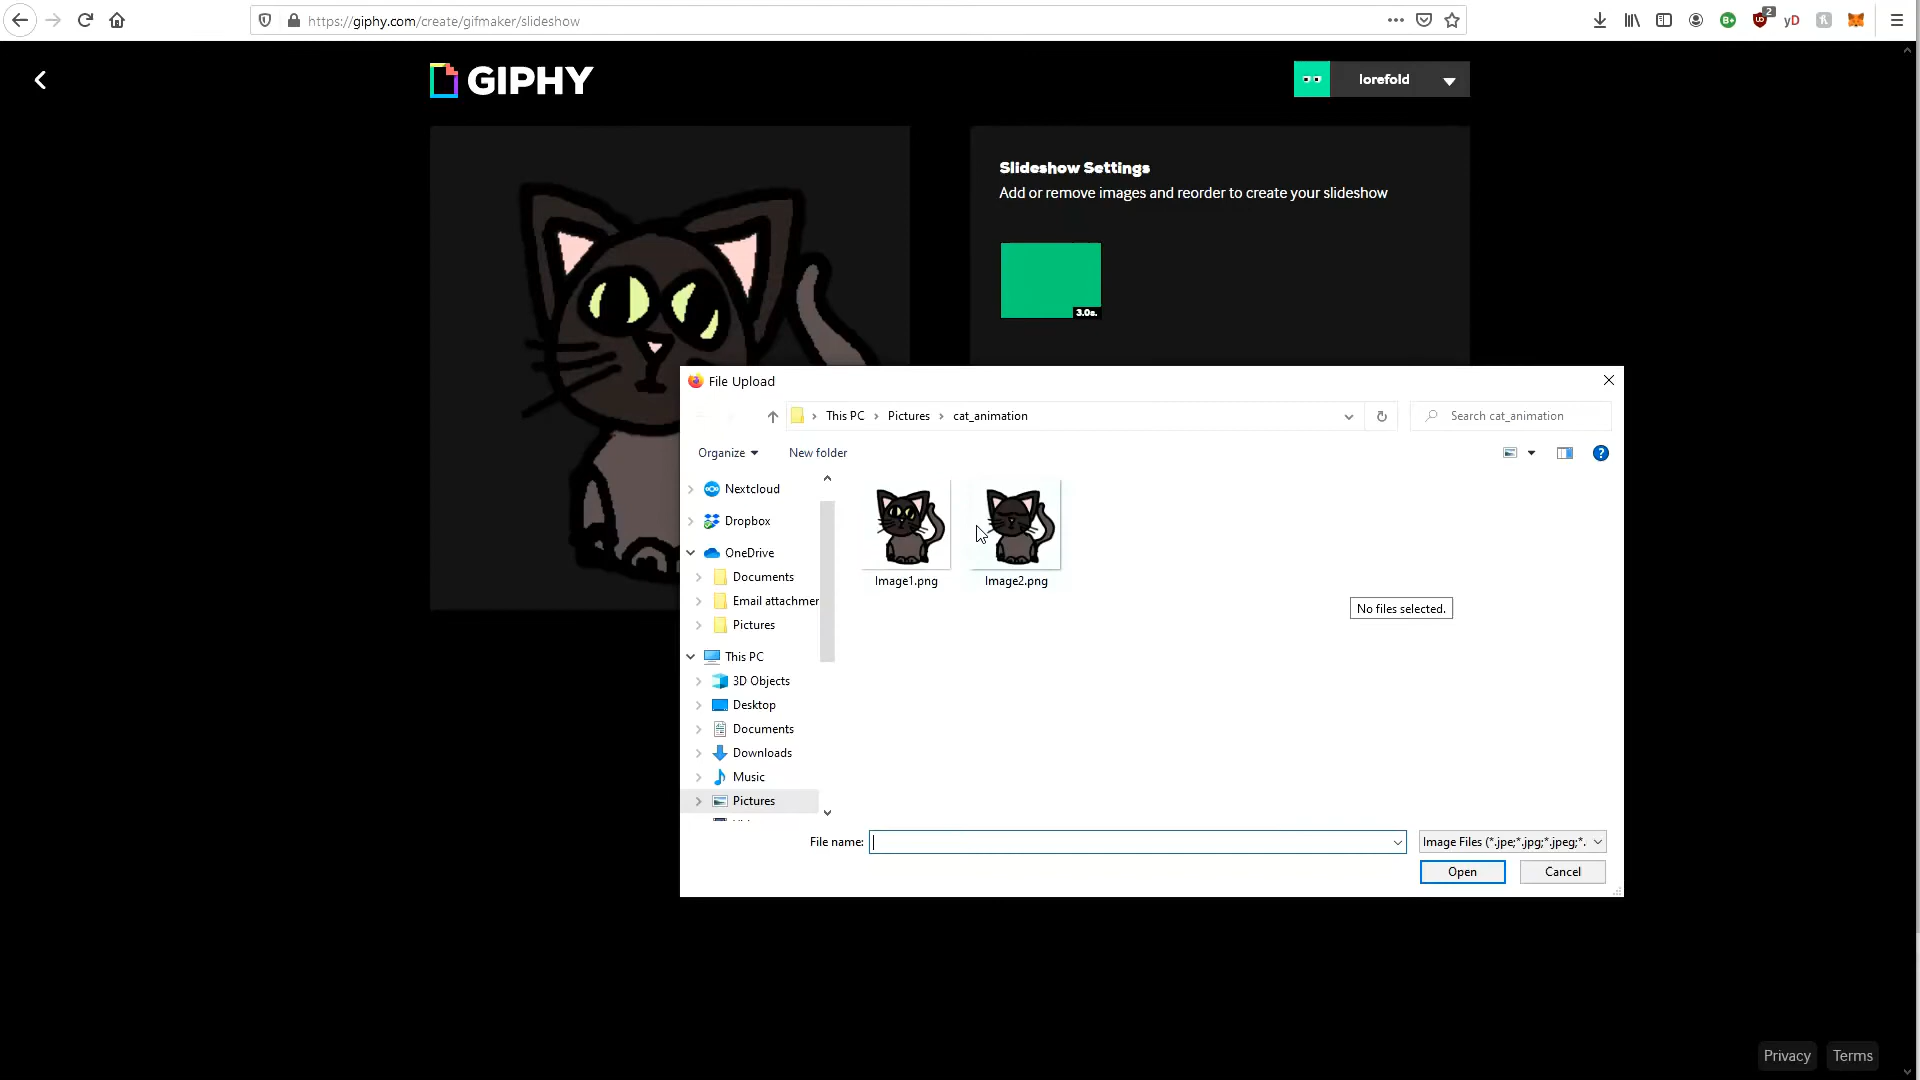 https://giphy.com/create/gifmaker/slideshow
2
yD
GIPHY
lorefold
Slideshow Settings
Add or remove images and reorder to create your slideshow
3.0s.
File Upload
This PC
Pictures
cat_animation
Search cat_animation
Organize
New folder
Nextcloud
Dropbox
OneDrive
Documents
Email attachmer
Pictures
This PC
3D Objects
Desktop
Documents
Downloads
Music
Pictures
Image1.png
Image2.png
No files selected.
File name:
Image Files (*.jpe;*.jpg;*.jpeg;*.
Open
Cancel
Privacy
Terms